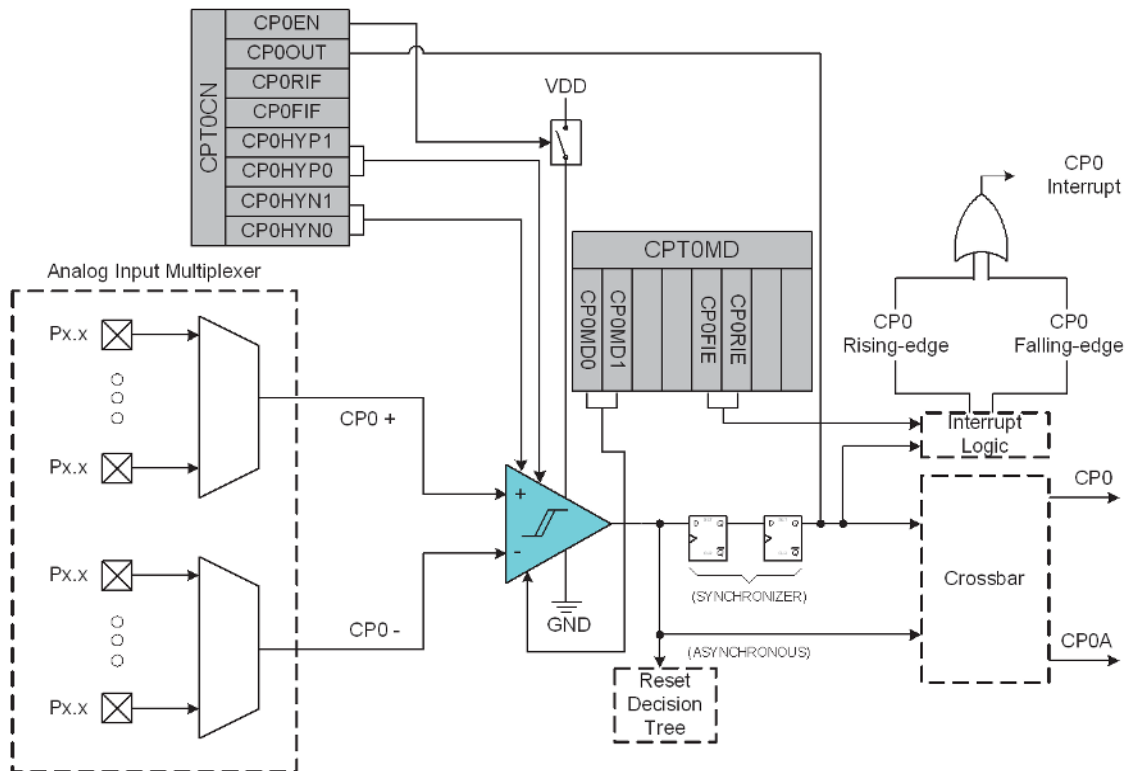 CPT0CN
CP0EN
CP0OUT
CP0RIF
CP0FIF
CP0HYP1
CP0HYP0
CP0HYN1
CP0HYN0
VDD
CP0
Interrupt
CPT0MD
CP0MD0
CP0MD1
CP0FIE
CP0RIE
CP0
Rising-edge
CP0
Falling-edge
Interrupt
Logic
Analog Input Multiplexer
Px.x
Px.x
CP0 +
Px.x
Px.x
CP0 -
+
-
GND
D
Q
Q
D
Q
Q
(SYNCHRONIZER)
(ASYNCHRONOUS)
Reset
Decision
Tree
Crossbar
CP0
CP0A